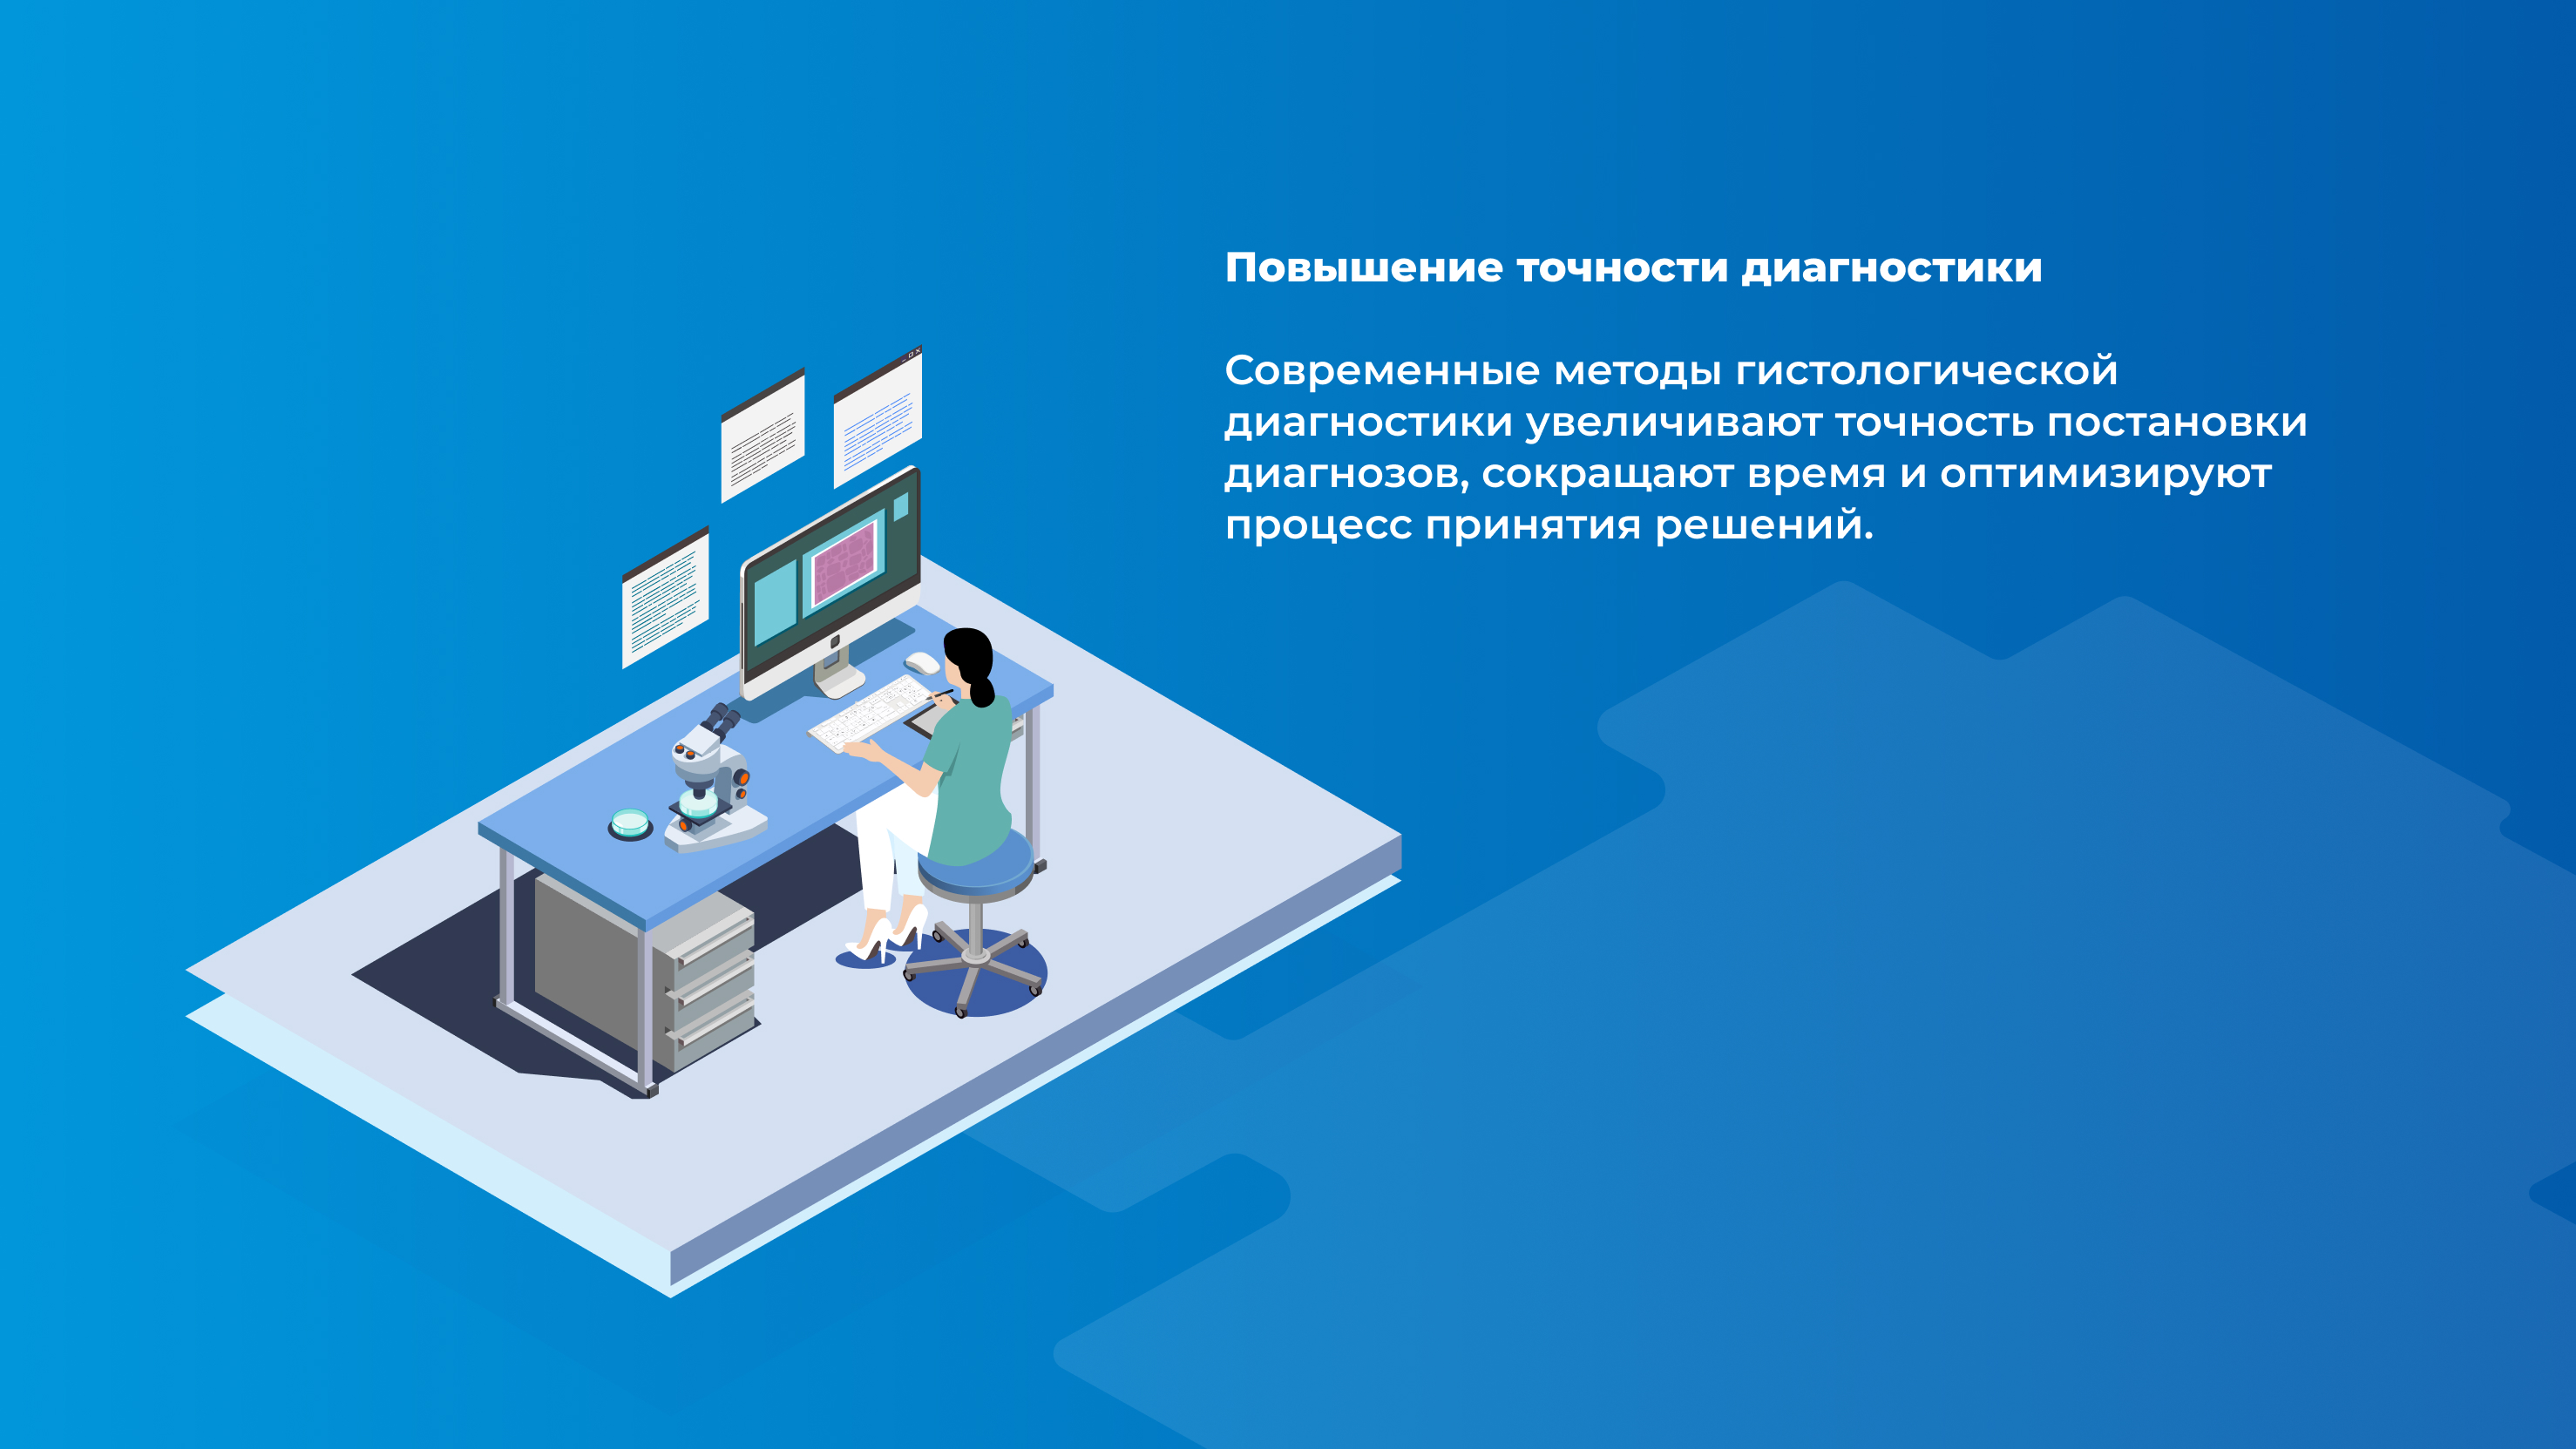 Повышение точности диагностики
Современные методы гистологической
диагностики увеличивают точность постановки
диагнозов, сокращают время и оптимизируют
процесс принятия решений.